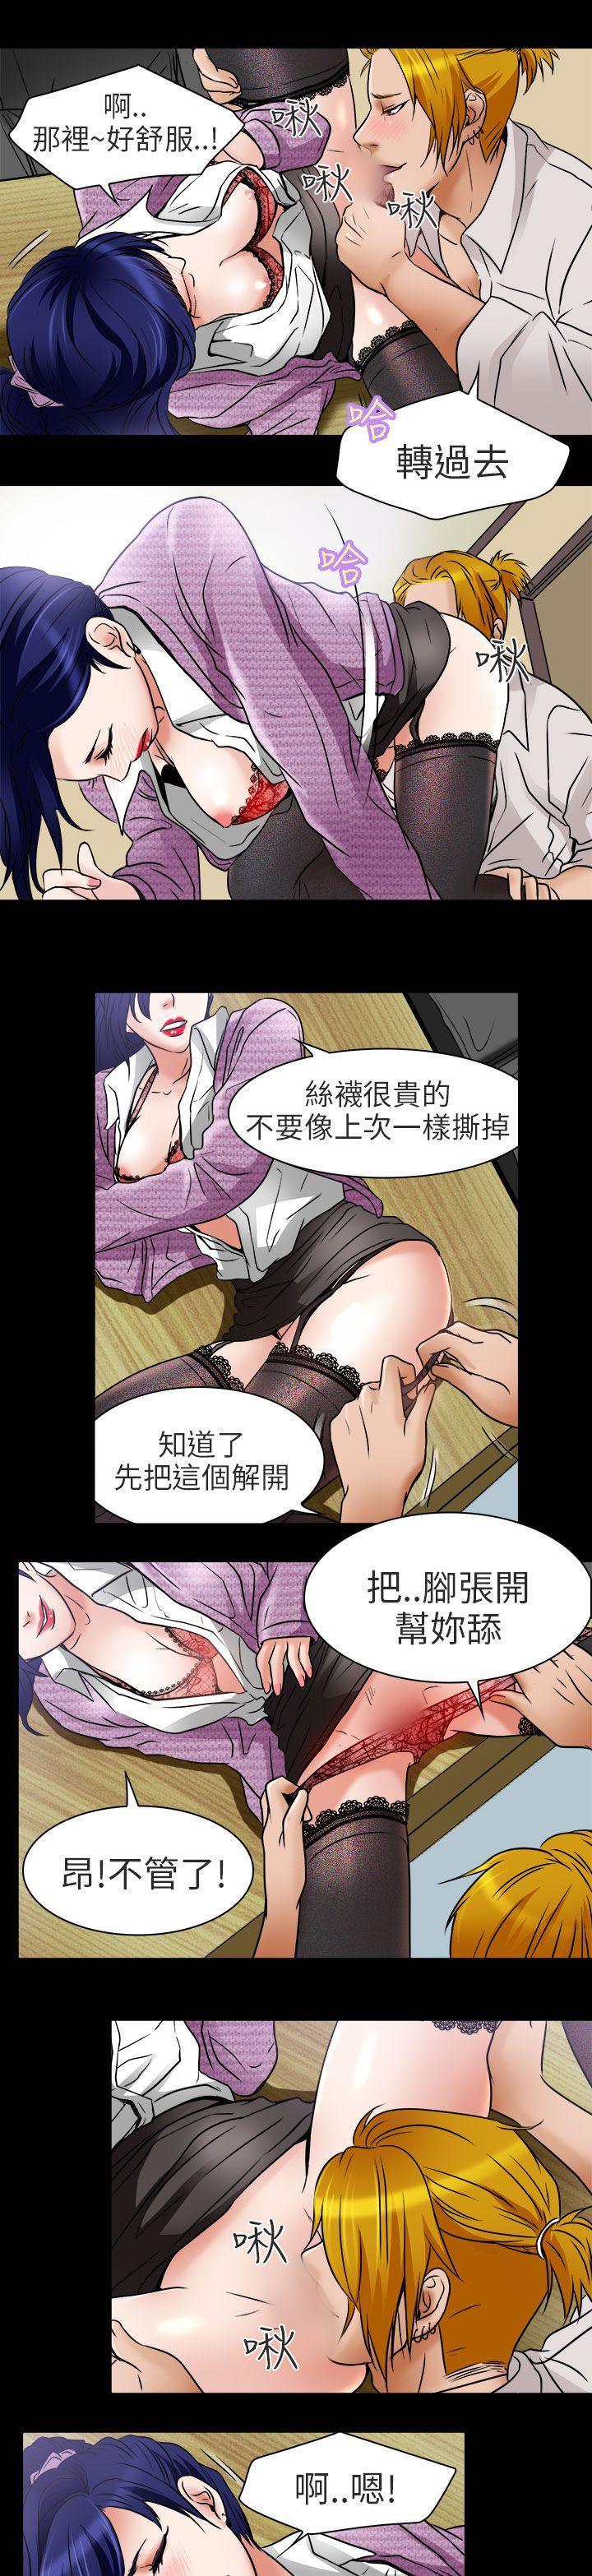 啊..
那裡~好舒服..!
啾
啾
啾
哈
轉過去
哈
啾
絲襪很貴的
不要像上次一樣撕掉
知道了
先把這個解開
把..腳張開
幫妳舔
昂!不管了!
啾
啾
啊..嗯!